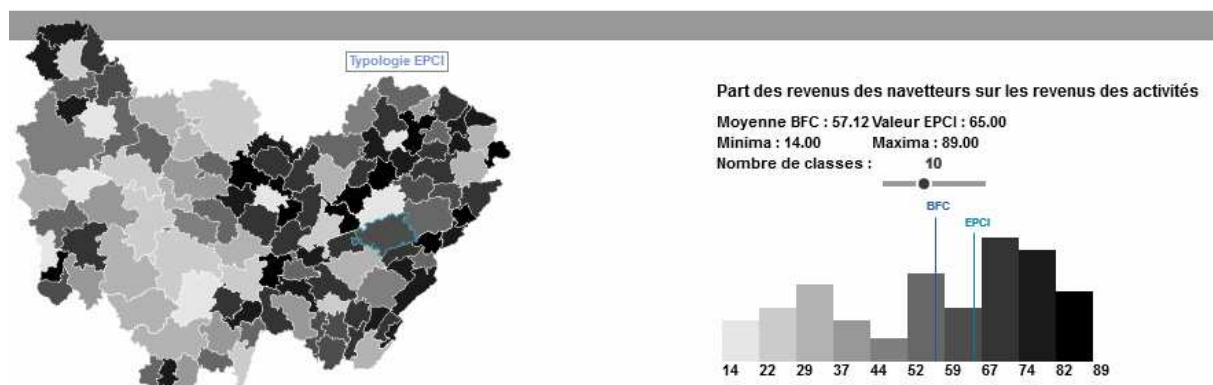 Typologie EPCI
Part des revenus des navetteurs sur les revenus des activités
Moyenne BFC : 57.12 Valeur EPCI : 65.00
Minima : 14.00 Maxima : 89.00
Nombre de classes : 10
BFC
EPCI
14 22 29 37 44 52 59 67 74 82 89